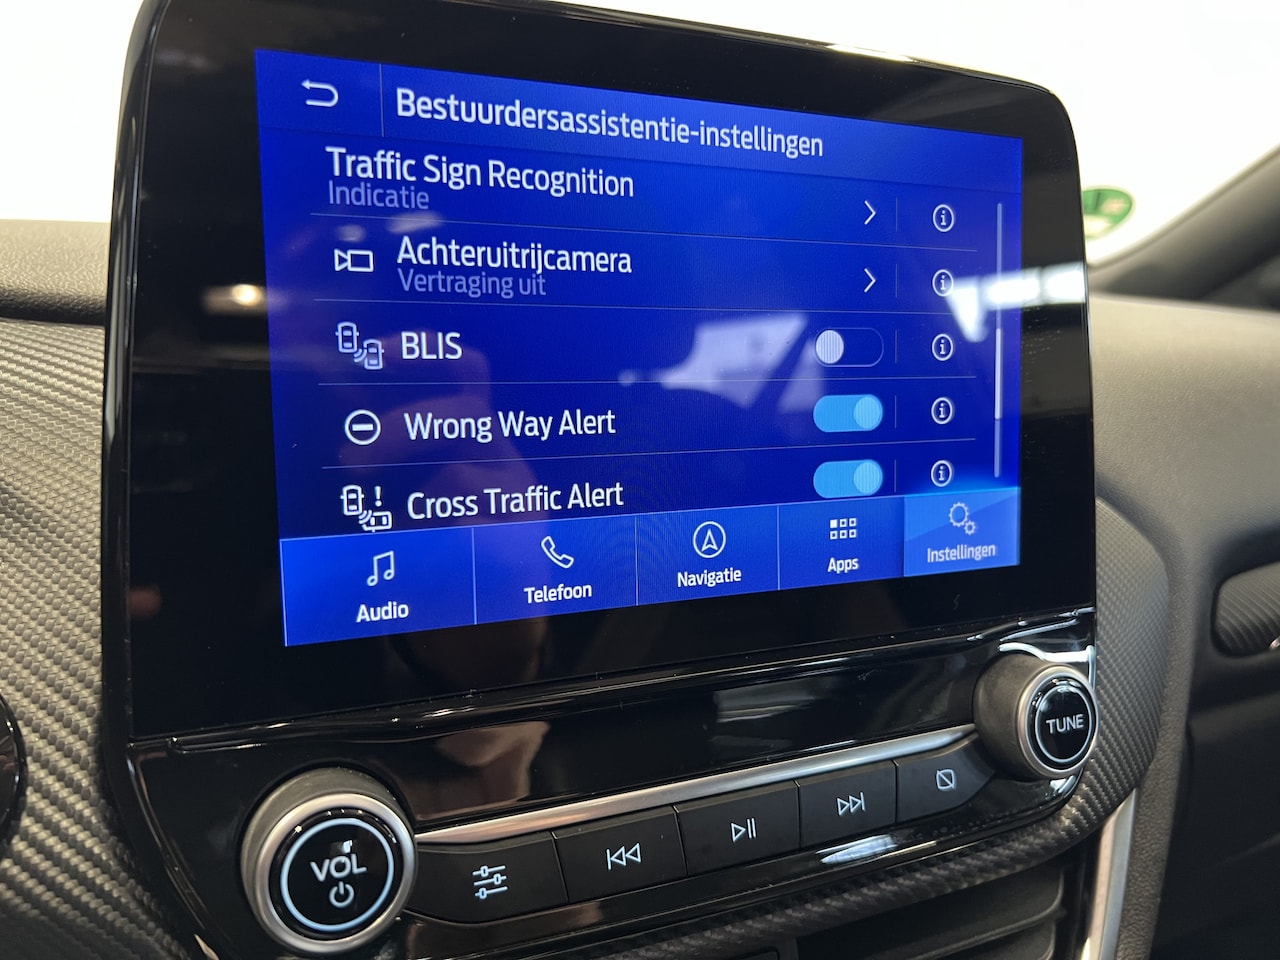 Bestuurdersassistentie-instellingen
Traffic Sign Recognition
Indicatie
Achteruitrijcamera
Vertraging uit
BLIS
Wrong Way Alert
Cross Traffic Alert
Audio
Telefoon
Navigatie
Apps
Instellingen
VOL
TUNE